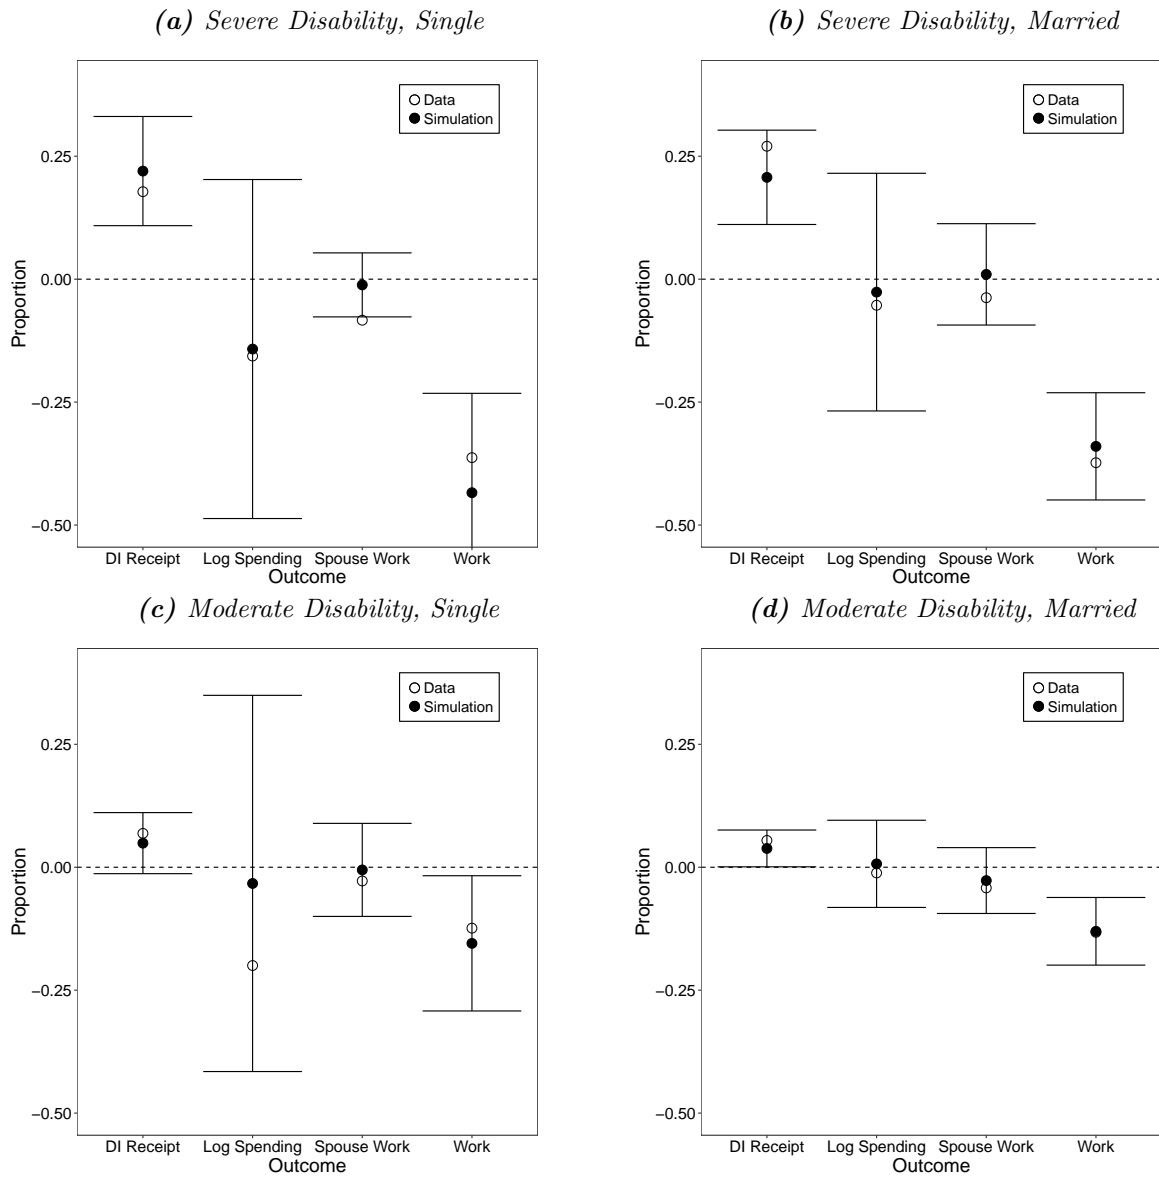 (a) Severe Disability, Single
Data
Simulation
0.25
0.00
−0.25
−0.50
Proportion
DI Receipt Log Spending Spouse Work Work
Outcome
(b) Severe Disability, Married
Data
Simulation
0.25
0.00
−0.25
−0.50
Proportion
DI Receipt Log Spending Spouse Work Work
Outcome
(c) Moderate Disability, Single
Data
Simulation
0.25
0.00
−0.25
−0.50
Proportion
DI Receipt Log Spending Spouse Work Work
Outcome
(d) Moderate Disability, Married
Data
Simulation
0.25
0.00
−0.25
−0.50
Proportion
DI Receipt Log Spending Spouse Work Work
Outcome